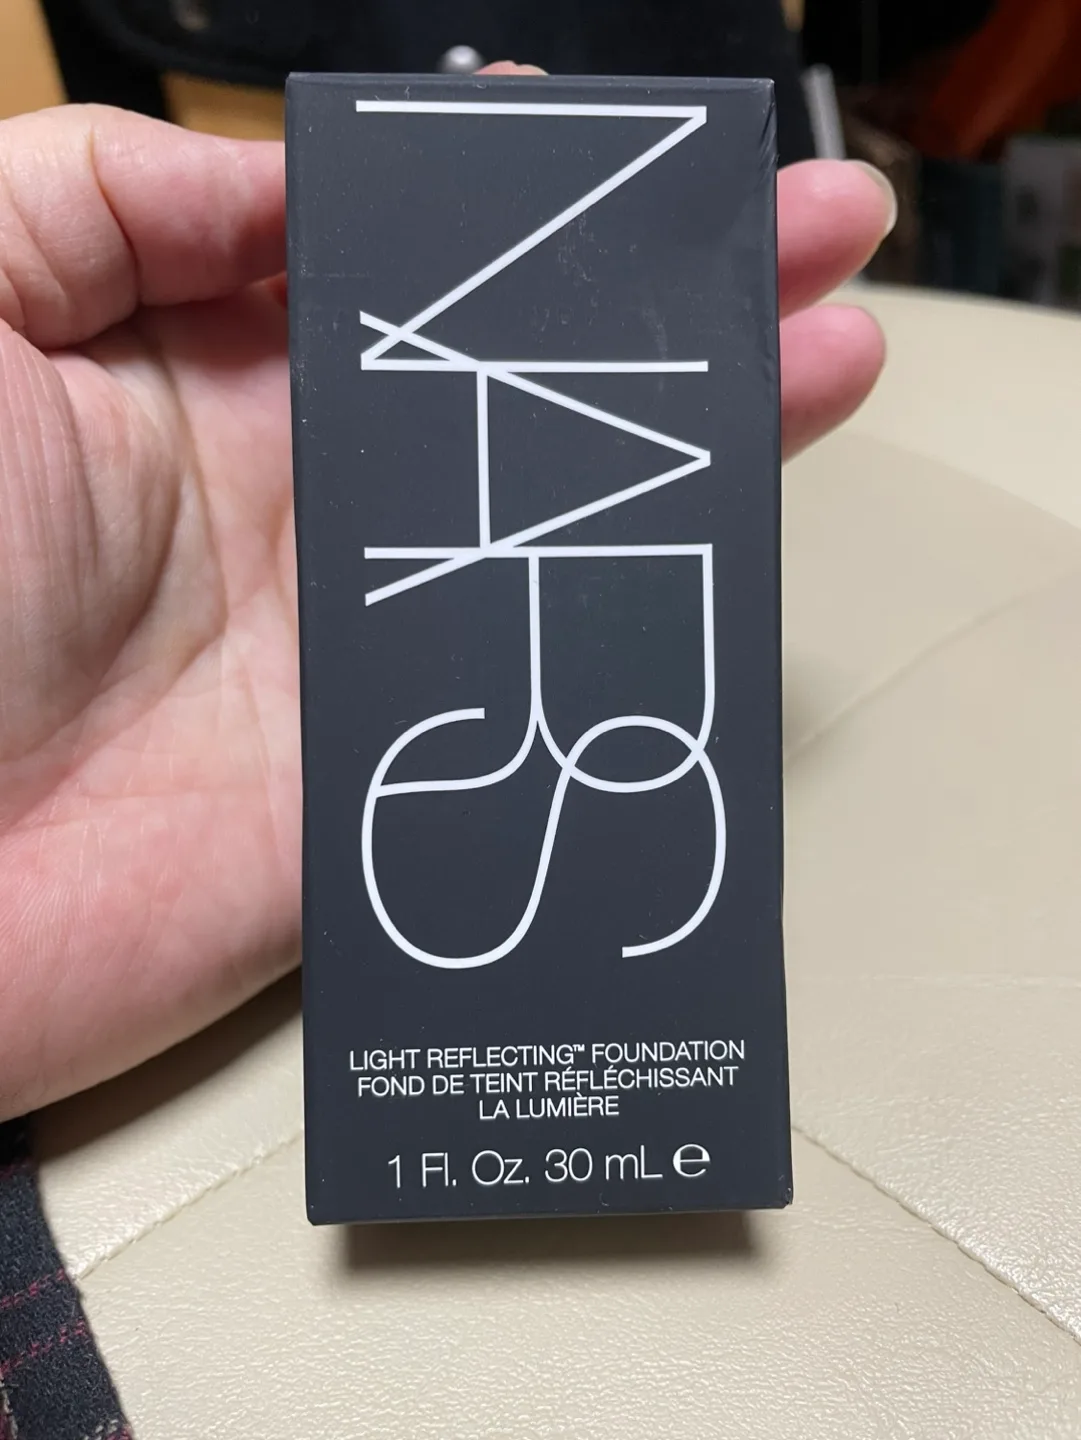 NARS
LIGHT REFLECTING™ FOUNDATION
FOND DE TEINT RÉFLÉCHISSANT
LA LUMIÈRE
1 Fl. Oz. 30 mL ℮